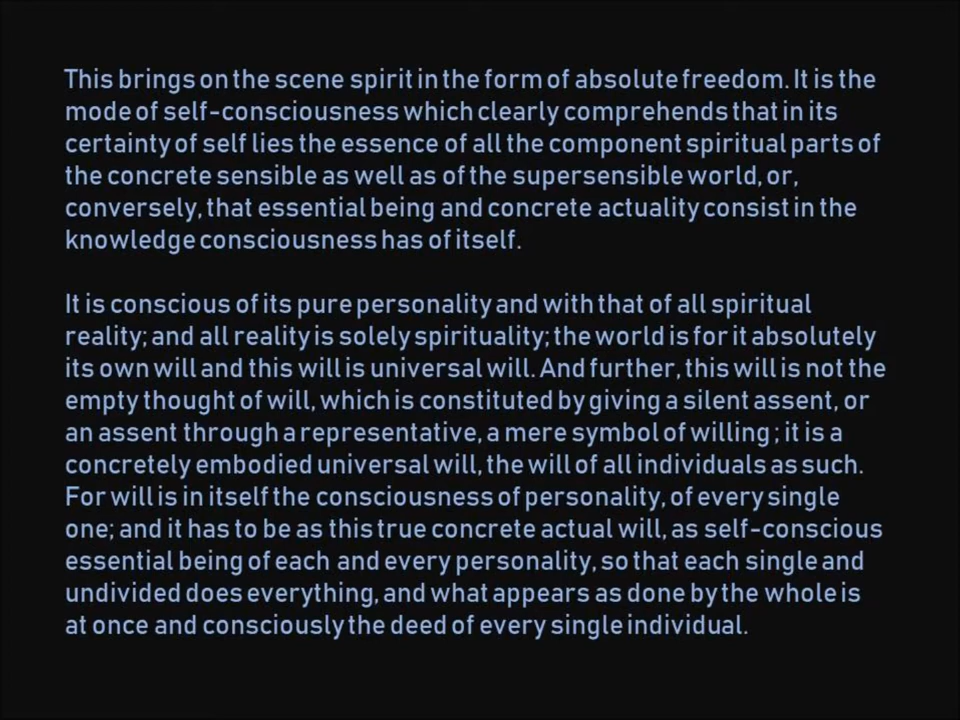 This brings on the scene spirit in the form of absolute freedom. It is the
mode of self-consciousness which clearly comprehends that in its
certainty of self lies the essence of all the component spiritual parts of
the concrete sensible as well as of the supersensible world, or,
conversely, that essential being and concrete actuality consist in the
knowledge consciousness has of itself.

It is conscious of its pure personality and with that of all spiritual
reality; and all reality is solely spirituality; the world is for it absolutely
its own will and this will is universal will. And further, this will is not the
empty thought of will, which is constituted by giving a silent assent, or
an assent through a representative, a mere symbol of willing ; it is a
concretely embodied universal will, the will of all individuals as such.
For will is in itself the consciousness of personality, of every single
one; and it has to be as this true concrete actual will, as self-conscious
essential being of each and every personality, so that each single and
undivided does everything, and what appears as done by the whole is
at once and consciously the deed of every single individual.